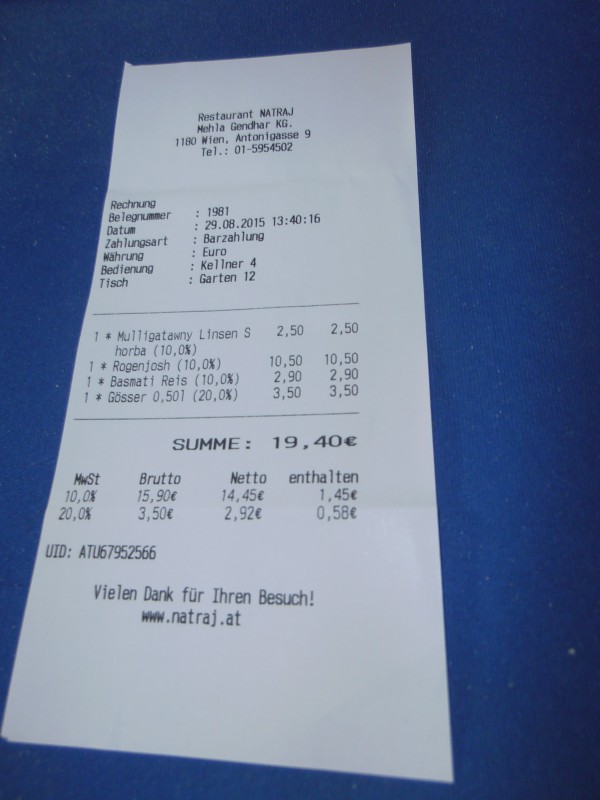 Restaurant NATRAJ
Mehla Gendhar KG.
1180 Wien, Antonigasse 9
Tel.: 01-5954502
Rechnung
Belegnummer : 1981
Datum : 29.08.2015 13:40:16
Zahlungsart : Barzahlung
Währung : Euro
Bedienung : Kellner 4
Tisch : Garten 12
1 * Mulligatawny Linsen S 2,50 2,50
horba (10,0%)
1 * Rogenjosh (10,0%) 10,50 10,50
1 * Basmati Reis (10,0%) 2,90 2,90
1 * Gösser 0,50l (20,0%) 3,50 3,50
SUMME: 19,40€
MwSt Brutto Netto enthalten
10,0% 15,90€ 14,45€ 1,45€
20,0% 3,50€ 2,92€ 0,58€
UID: ATU67952566
Vielen Dank für Ihren Besuch!
www.natraj.at